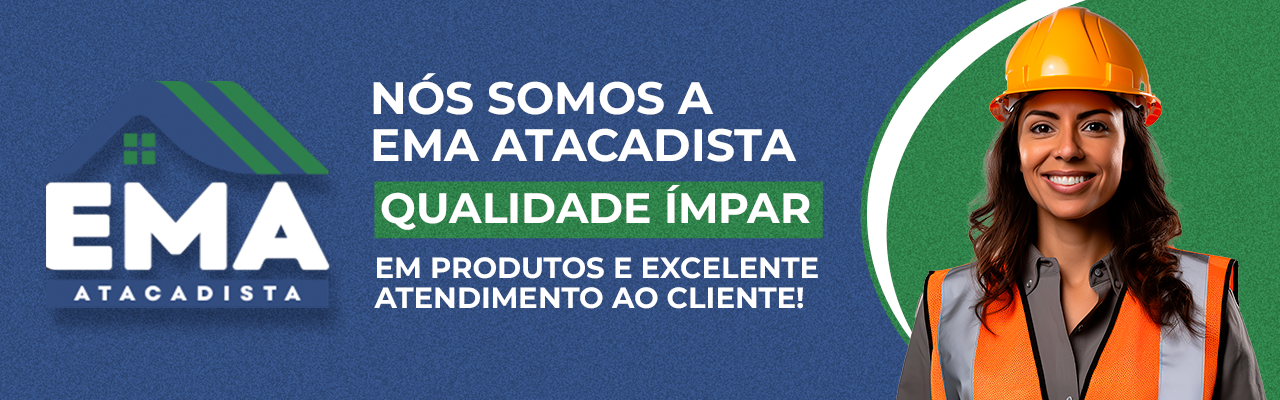 EMA
ATACADISTA
NÓS SOMOS A
EMA ATACADISTA
QUALIDADE ÍMPAR
EM PRODUTOS E EXCELENTE
ATENDIMENTO AO CLIENTE!